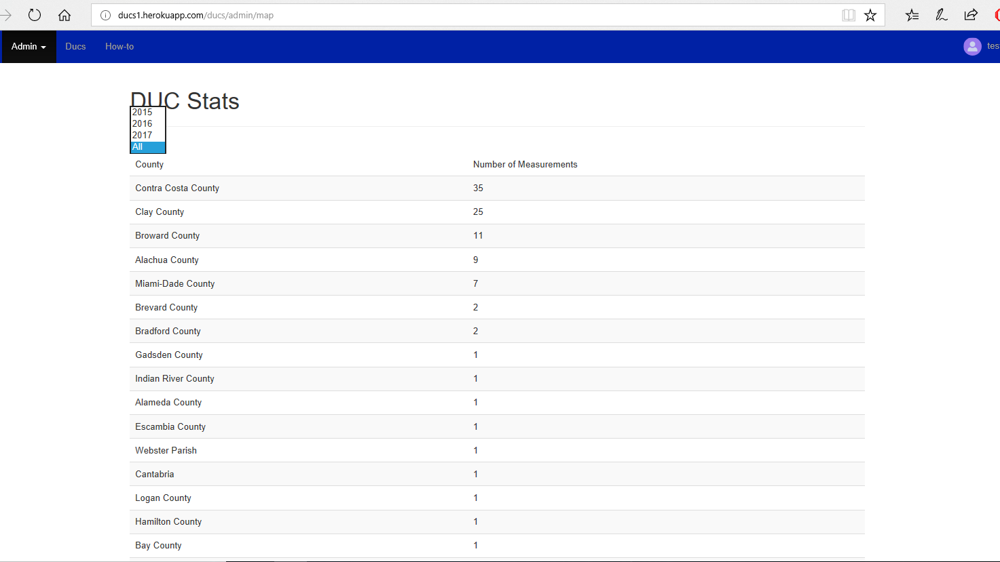 ducs1.herokuapp.com/ducs/admin/map
Admin Ducs How-to
DUC Stats
2015
2016
2017
All
County Number of Measurements
Contra Costa County 35
Clay County 25
Broward County 11
Alachua County 9
Miami-Dade County 7
Brevard County 2
Bradford County 2
Gadsden County 1
Indian River County 1
Alameda County 1
Escambia County 1
Webster Parish 1
Cantabria 1
Logan County 1
Hamilton County 1
Bay County 1